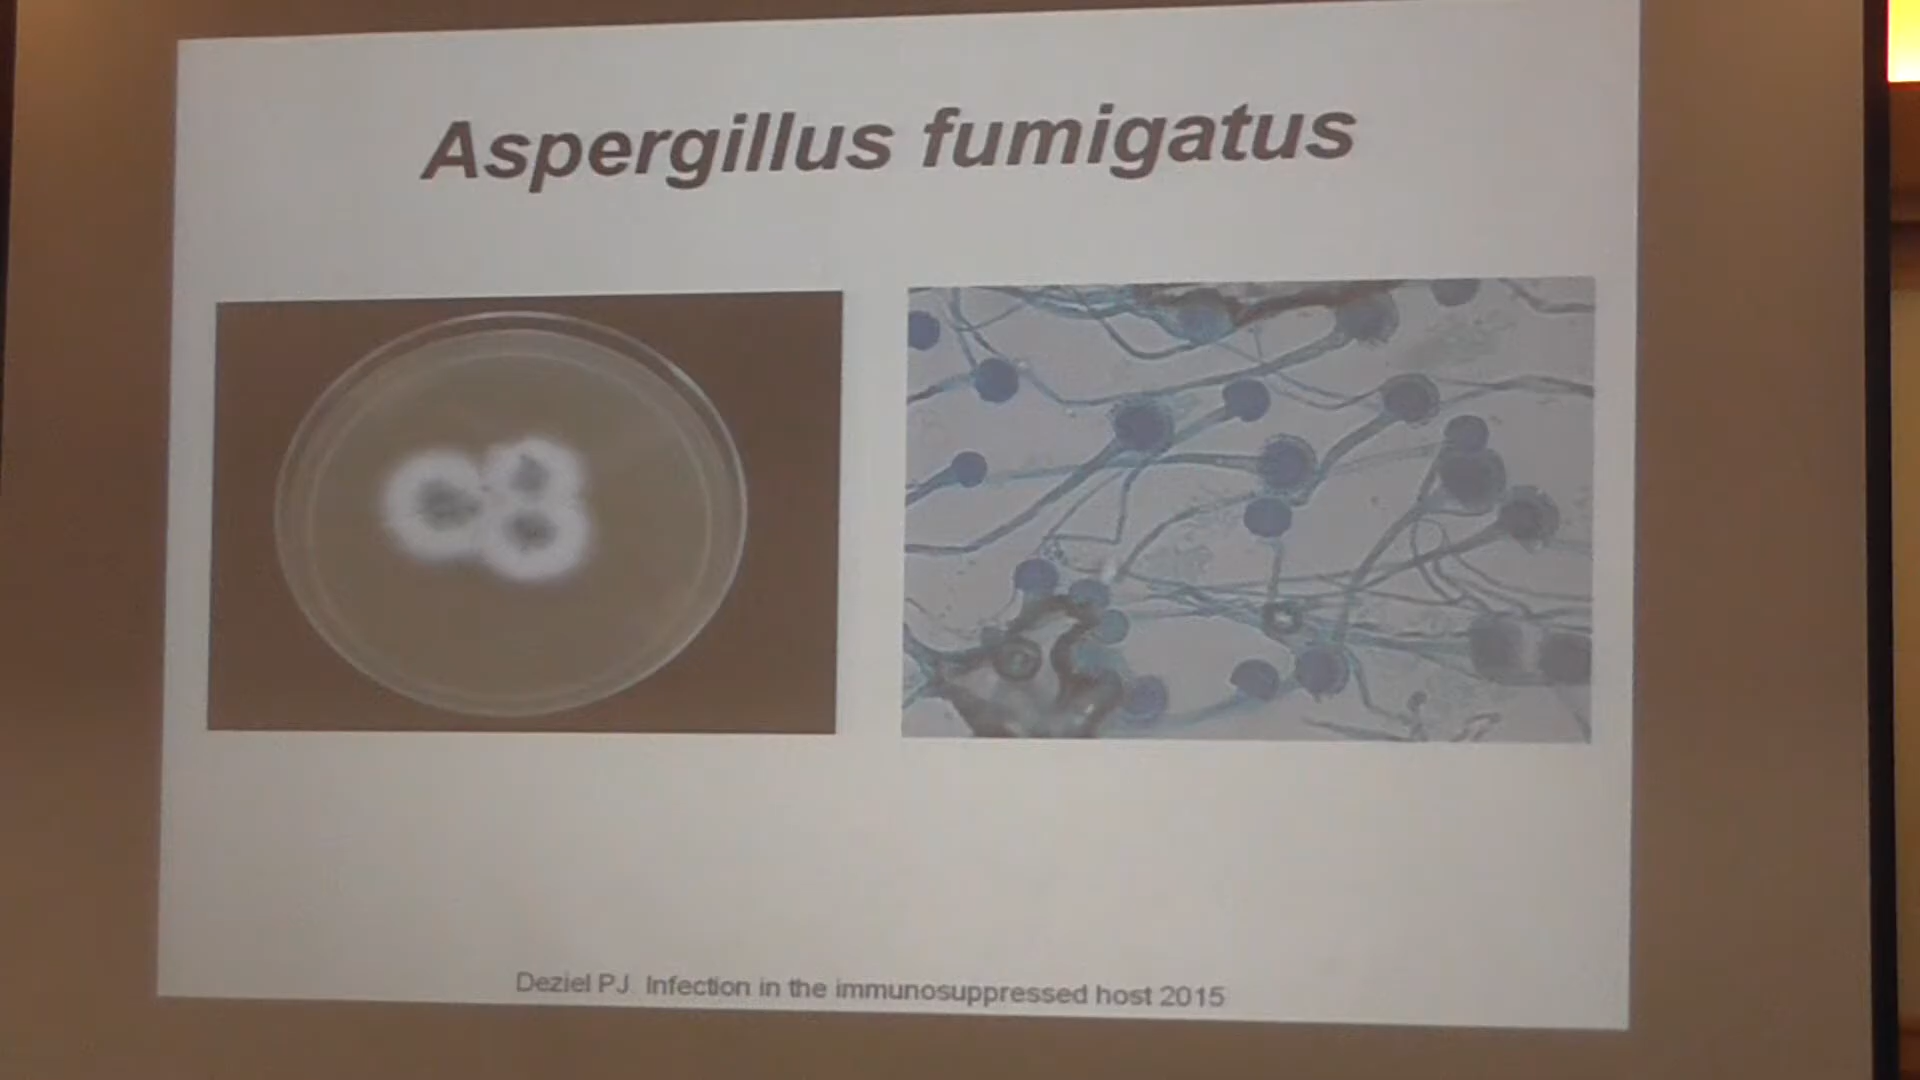 Aspergillus fumigatus
Deziel PJ. Infection in the immunosuppressed host 2015